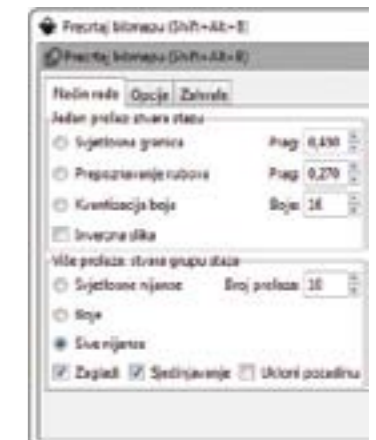 Precrtaj bitmapu (Shift+Alt+B)
Precrtaj bitmapu (Shift+Alt+B)
Način rada Opcije Zahvale
Jedan prolaz: stvara stazu
Svjetlosna granica Prag: 0,450
Prepoznavanje rubova Prag: 0,270
Kvantizacija boja Boje: 16
Inverzna slika
Više prolaza: stvara grupu staza
Svjetlosne nijanse Broj prolaza: 10
Boje
Sive nijanse
Zagladi Sjedinjavanje Ukloni pozadinu